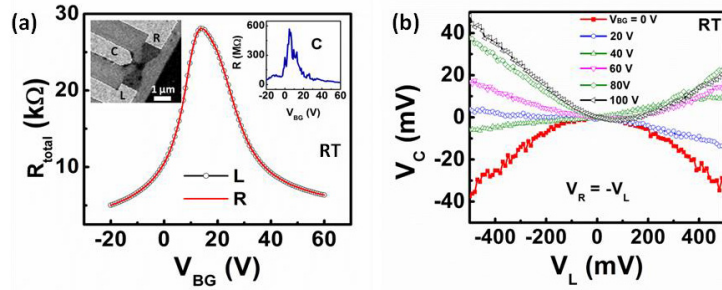 (a)
R_total (kΩ)
30
20
10
-20 0 20 40 60
V_BG (V)
C
R
L
1 μm
R (MΩ)
600
300
0
-20 0 20 40 60
V_BG (V)
C
L
R
RT
(b)
V_C (mV)
40
20
0
-20
-40
-400 -200 0 200 400
V_L (mV)
V_BG = 0 V
20 V
40 V
60 V
80V
100 V
RT
V_R = -V_L